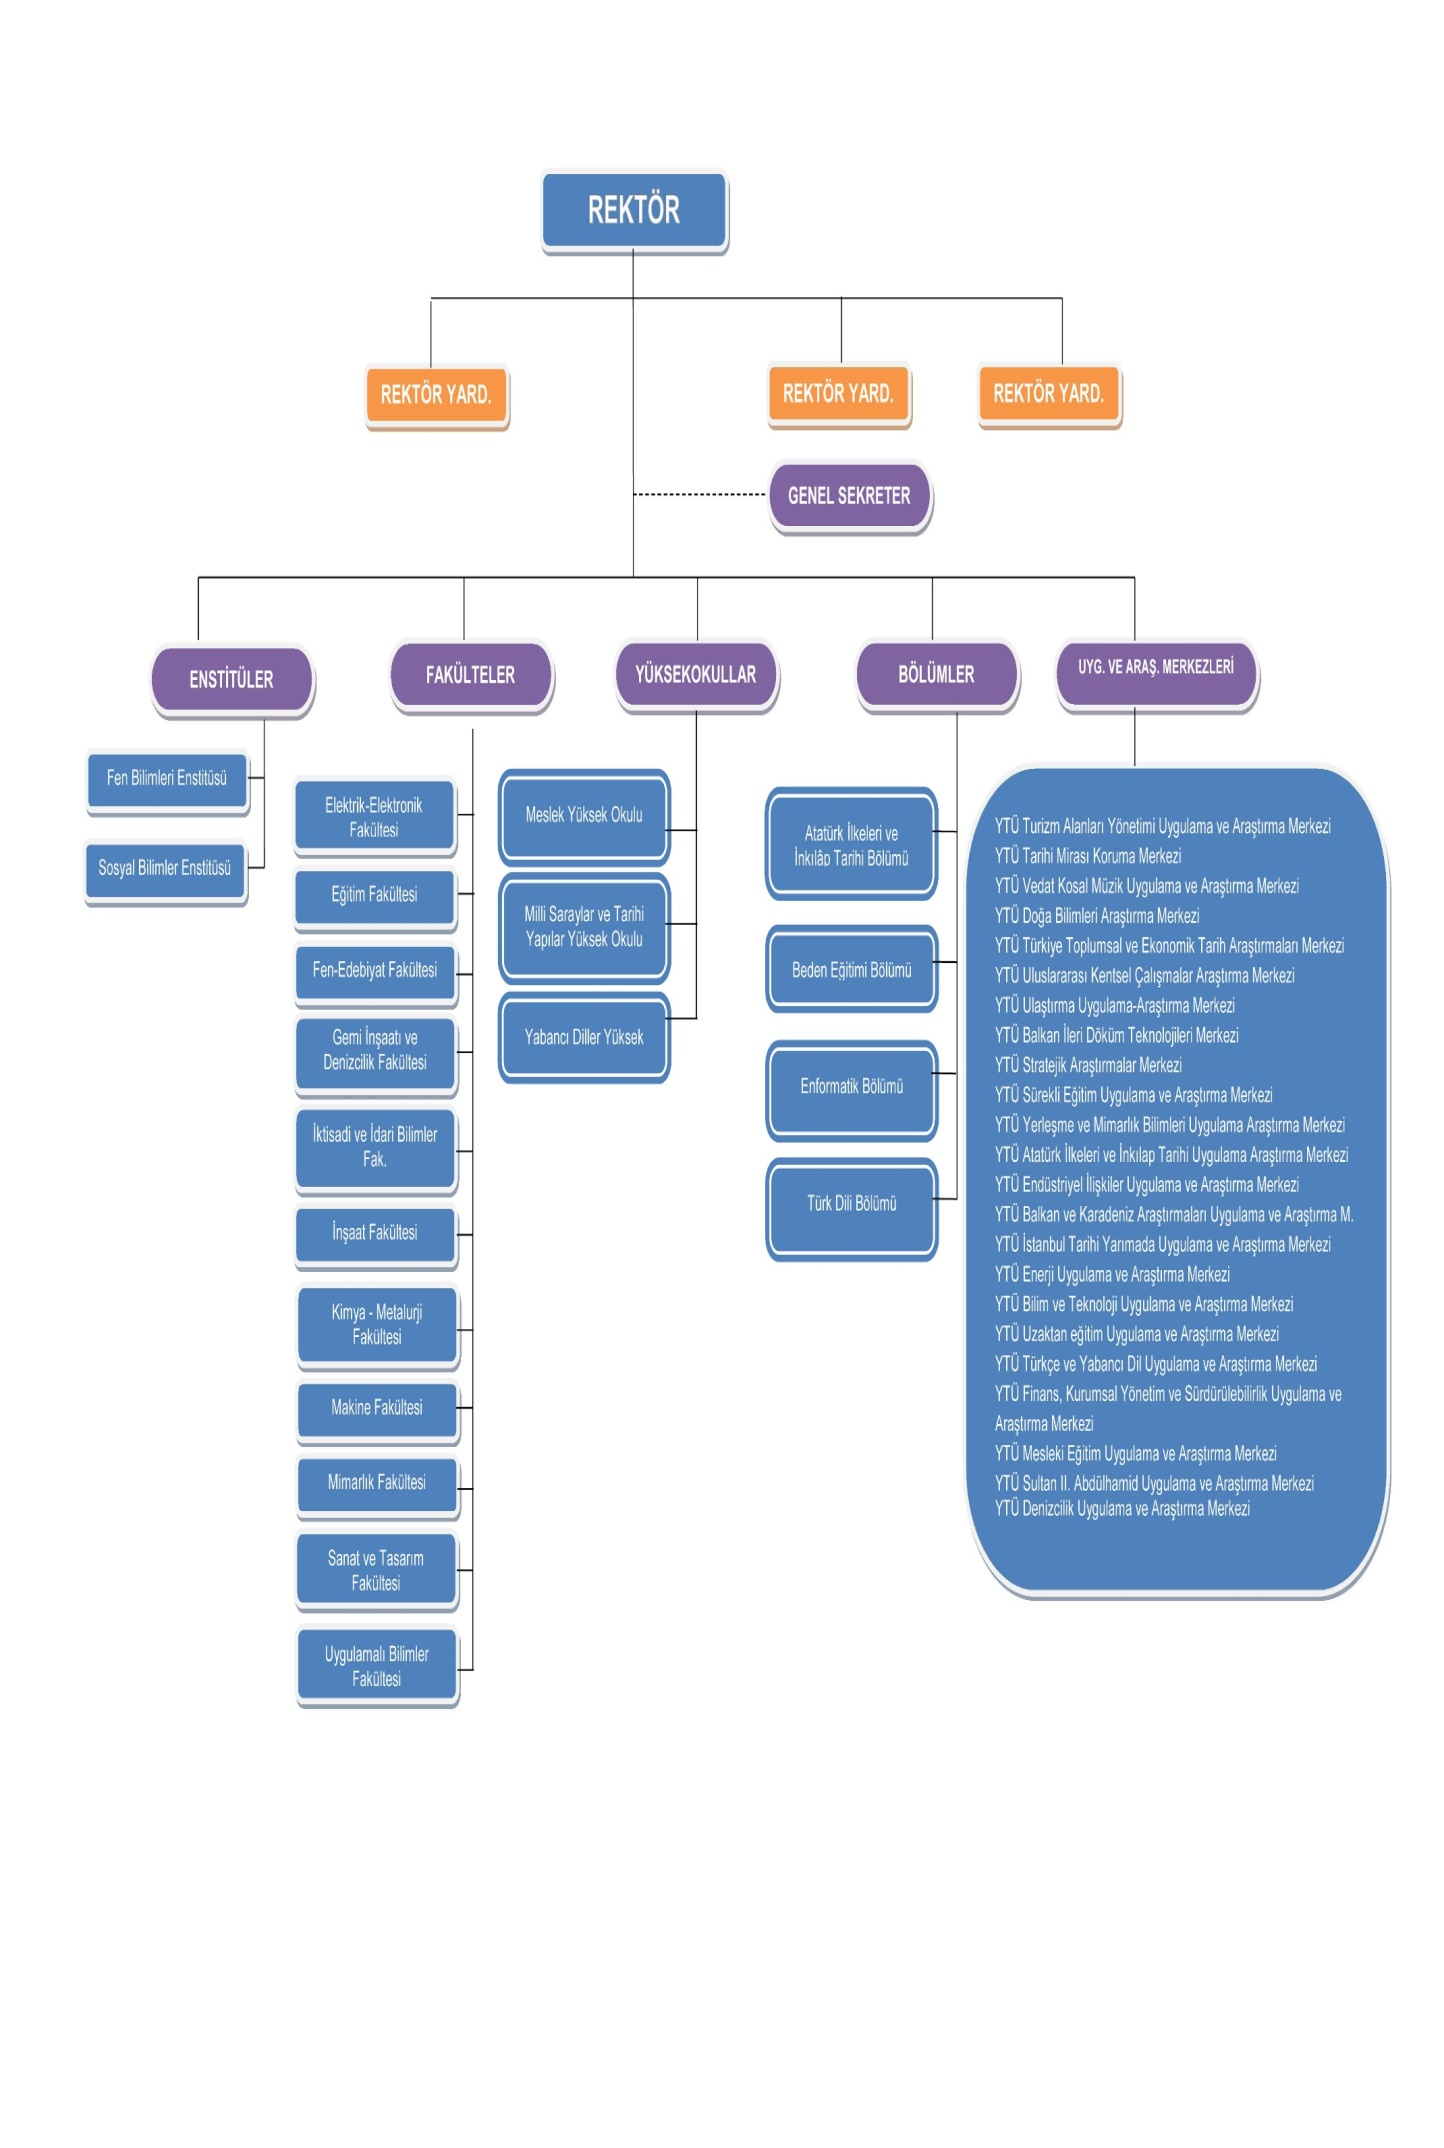 REKTÖR
REKTÖR YARD.
REKTÖR YARD.
REKTÖR YARD.
GENEL SEKRETER
ENSTİTÜLER
FAKÜLTELER
YÜKSEKOKULLAR
BÖLÜMLER
UYG. VE ARAŞ. MERKEZLERİ
Fen Bilimleri Enstitüsü
Sosyal Bilimler Enstitüsü
Elektrik-Elektronik
Fakültesi
Eğitim Fakültesi
Fen-Edebiyat Fakültesi
Gemi İnşaatı ve
Denizcilik Fakültesi
İktisadi ve İdari Bilimler
Fak.
İnşaat Fakültesi
Kimya - Metalurji
Fakültesi
Makine Fakültesi
Mimarlık Fakültesi
Sanat ve Tasarım
Fakültesi
Uygulamalı Bilimler
Fakültesi
Meslek Yüksek Okulu
Milli Saraylar ve Tarihi
Yapılar Yüksek Okulu
Yabancı Diller Yüksek
Atatürk İlkeleri ve
İnkılâp Tarihi Bölümü
Beden Eğitimi Bölümü
Enformatik Bölümü
Türk Dili Bölümü
YTÜ Turizm Alanları Yönetimi Uygulama ve Araştırma Merkezi
YTÜ Tarihi Mirası Koruma Merkezi
YTÜ Vedat Kosal Müzik Uygulama ve Araştırma Merkezi
YTÜ Doğa Bilimleri Araştırma Merkezi
YTÜ Türkiye Toplumsal ve Ekonomik Tarih Araştırmaları Merkezi
YTÜ Uluslararası Kentsel Çalışmalar Araştırma Merkezi
YTÜ Ulaştırma Uygulama-Araştırma Merkezi
YTÜ Balkan İleri Döküm Teknolojileri Merkezi
YTÜ Stratejik Araştırmalar Merkezi
YTÜ Sürekli Eğitim Uygulama ve Araştırma Merkezi
YTÜ Yerleşme ve Mimarlık Bilimleri Uygulama Araştırma Merkezi
YTÜ Atatürk İlkeleri ve İnkılap Tarihi Uygulama Araştırma Merkezi
YTÜ Endüstriyel İlişkiler Uygulama ve Araştırma Merkezi
YTÜ Balkan ve Karadeniz Araştırmaları Uygulama ve Araştırma M.
YTÜ İstanbul Tarihi Yarımada Uygulama ve Araştırma Merkezi
YTÜ Enerji Uygulama ve Araştırma Merkezi
YTÜ Bilim ve Teknoloji Uygulama ve Araştırma Merkezi
YTÜ Uzaktan eğitim Uygulama ve Araştırma Merkezi
YTÜ Türkçe ve Yabancı Dil Uygulama ve Araştırma Merkezi
YTÜ Finans, Kurumsal Yönetim ve Sürdürülebilirlik Uygulama ve
Araştırma Merkezi
YTÜ Mesleki Eğitim Uygulama ve Araştırma Merkezi
YTÜ Sultan II. Abdülhamid Uygulama ve Araştırma Merkezi
YTÜ Denizcilik Uygulama ve Araştırma Merkezi